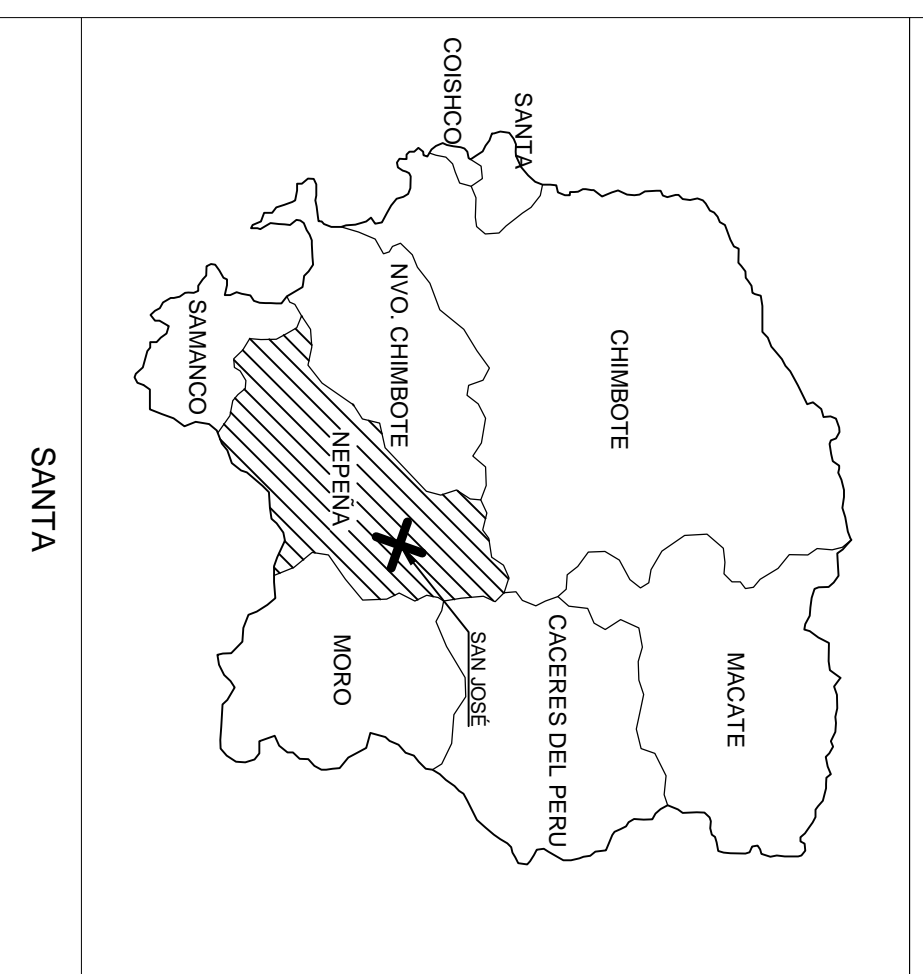 COISHCO
SANTA
CHIMBOTE
NVO. CHIMBOTE
SAMANCO
NEPEÑA
SAN JOSÉ
MACATE
CACERES DEL PERU
MORO
SANTA